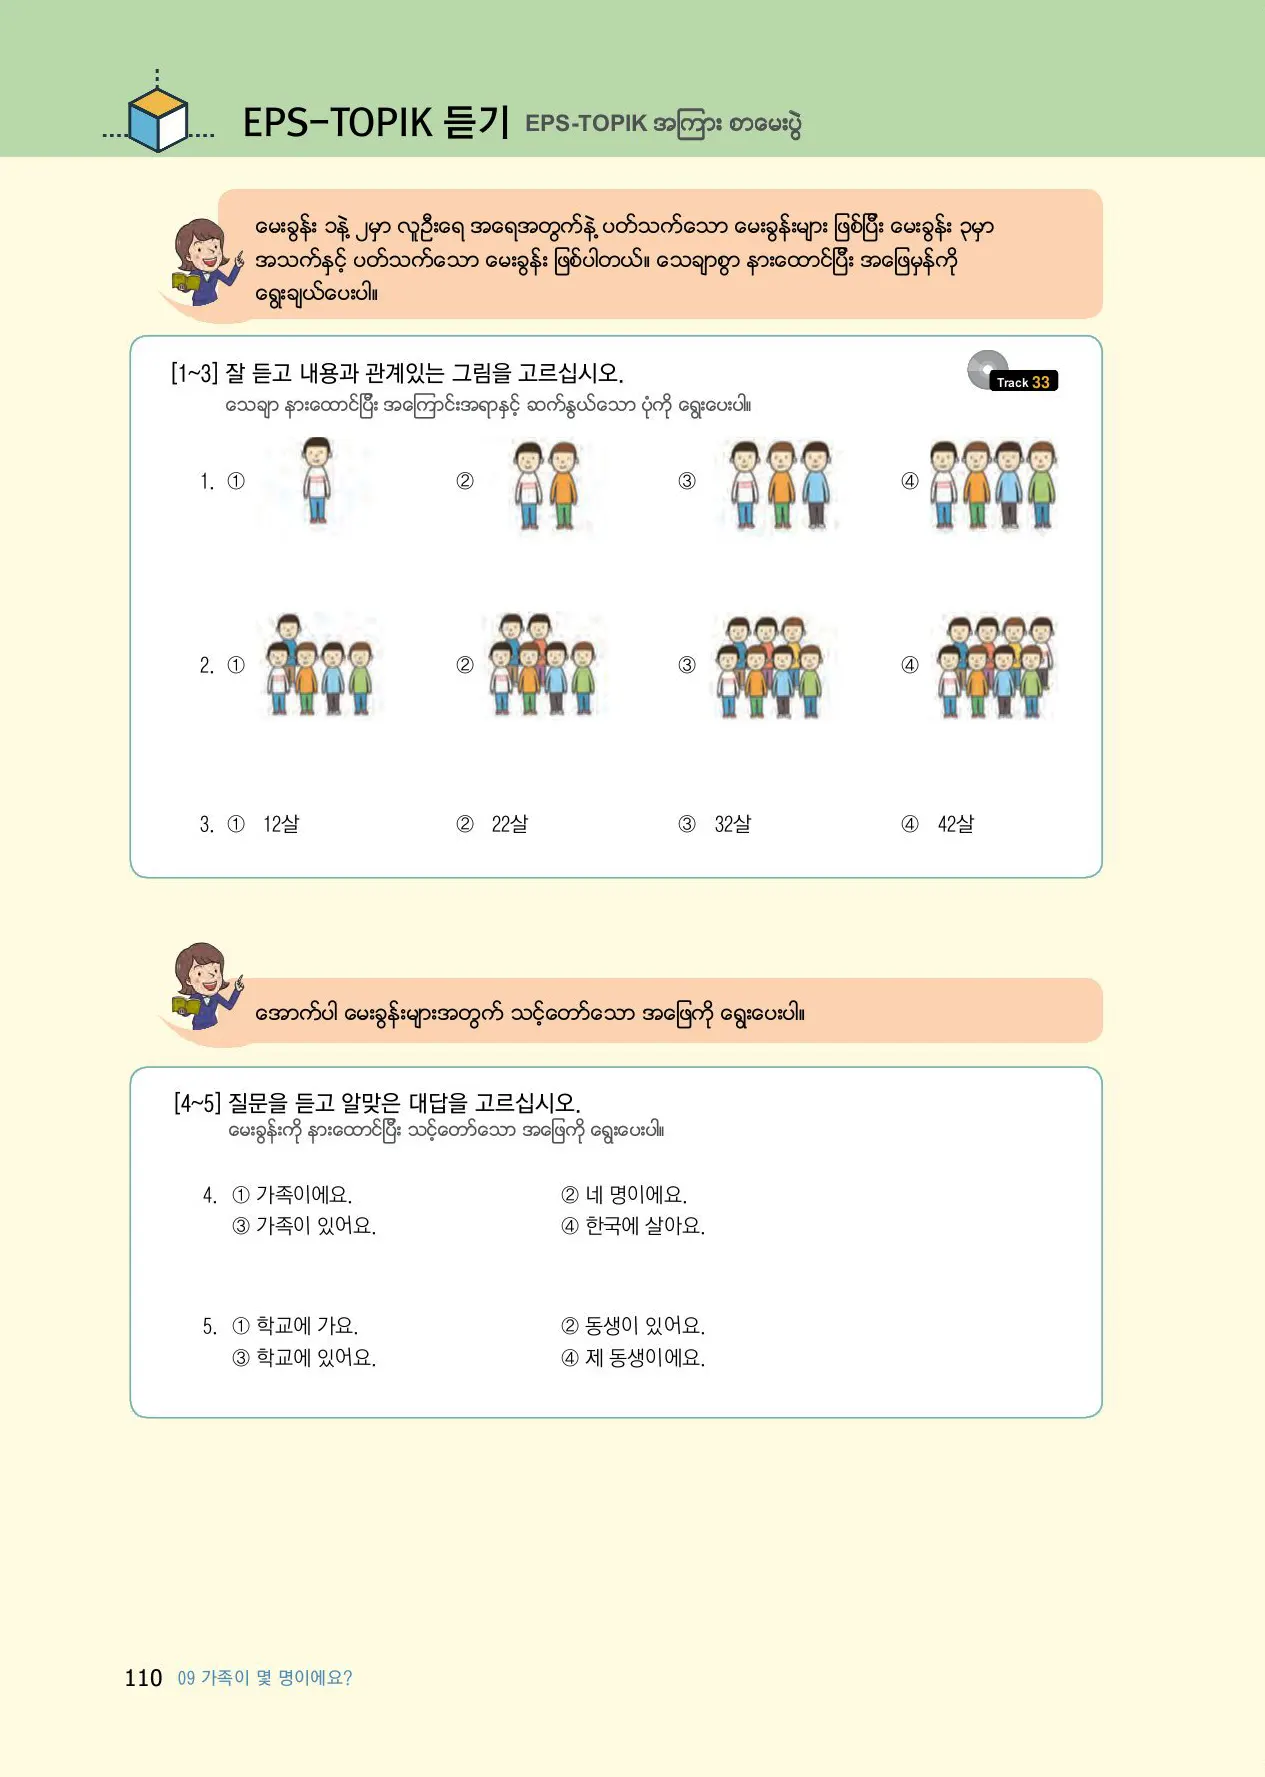 EPS-TOPIK 듣기 EPS-TOPIK အကြား စာမေးပွဲ
မေးခွန်း ၁နဲ့ ၂မှာ လူဦးရေ အရေအတွက်နဲ့ ပတ်သက်သော မေးခွန်းများ ဖြစ်ပြီး မေးခွန်း ၃မှာ
အသက်နှင့် ပတ်သက်သော မေးခွန်း ဖြစ်ပါတယ်။ သေချာစွာ နားထောင်ပြီး အဖြေမှန်ကို
ရွေးချယ်ပေးပါ။
[1~3] 잘 듣고 내용과 관계있는 그림을 고르십시오.
Track 33
သေချာ နားထောင်ပြီး အကြောင်းအရာနှင့် ဆက်နွယ်သော ပုံကို ရွေးပေးပါ။
1. ① ② ③ ④
2. ① ② ③ ④
3. ① 12살 ② 22살 ③ 32살 ④ 42살
အောက်ပါ မေးခွန်းများအတွက် သင့်တော်သော အဖြေကို ရွေးပေးပါ။
[4~5] 질문을 듣고 알맞은 대답을 고르십시오.
မေးခွန်းကို နားထောင်ပြီး သင့်တော်သော အဖြေကို ရွေးပေးပါ။
4. ① 가족이에요. ② 네 명이에요.
③ 가족이 있어요. ④ 한국에 살아요.
5. ① 학교에 가요. ② 동생이 있어요.
③ 학교에 있어요. ④ 제 동생이에요.
110 09 가족이 몇 명이에요?